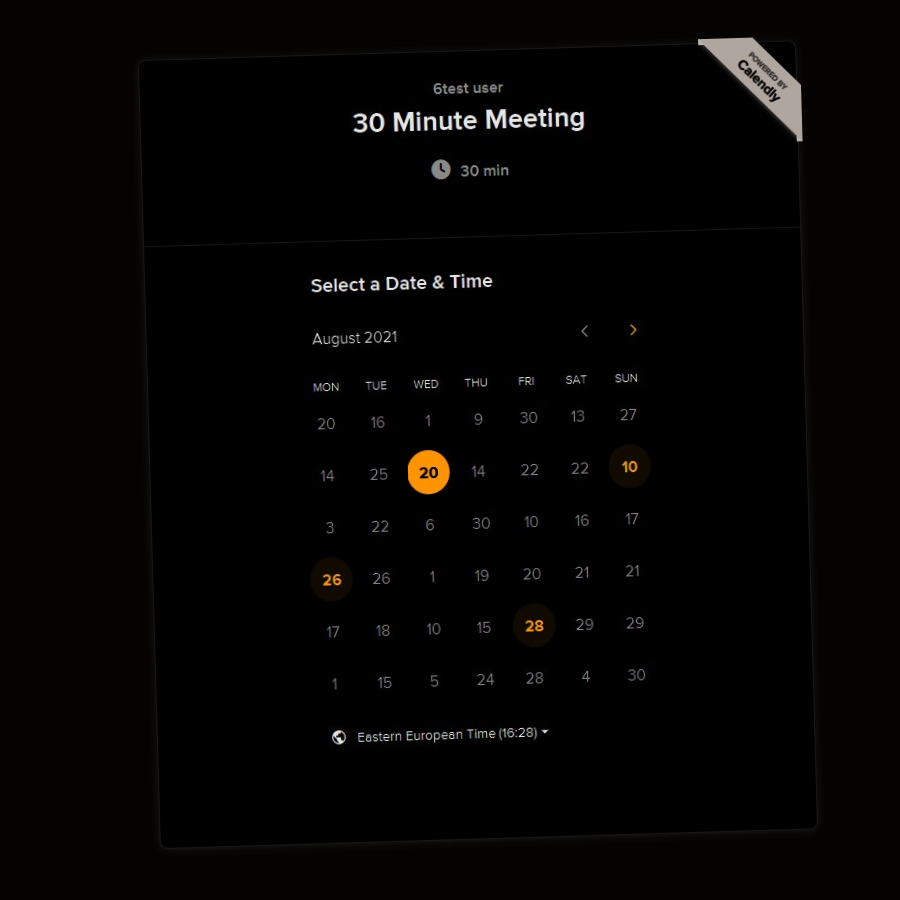 POWERED BY
Calendly
6test user
30 Minute Meeting
30 min
Select a Date & Time
August 2021
MON TUE WED THU FRI SAT SUN
20 16 1 9 30 13 27
14 25 20 14 22 22 10
3 22 6 30 10 16 17
26 26 1 19 20 21 21
17 18 10 15 28 29 29
1 15 5 24 28 4 30
Eastern European Time (16:28)